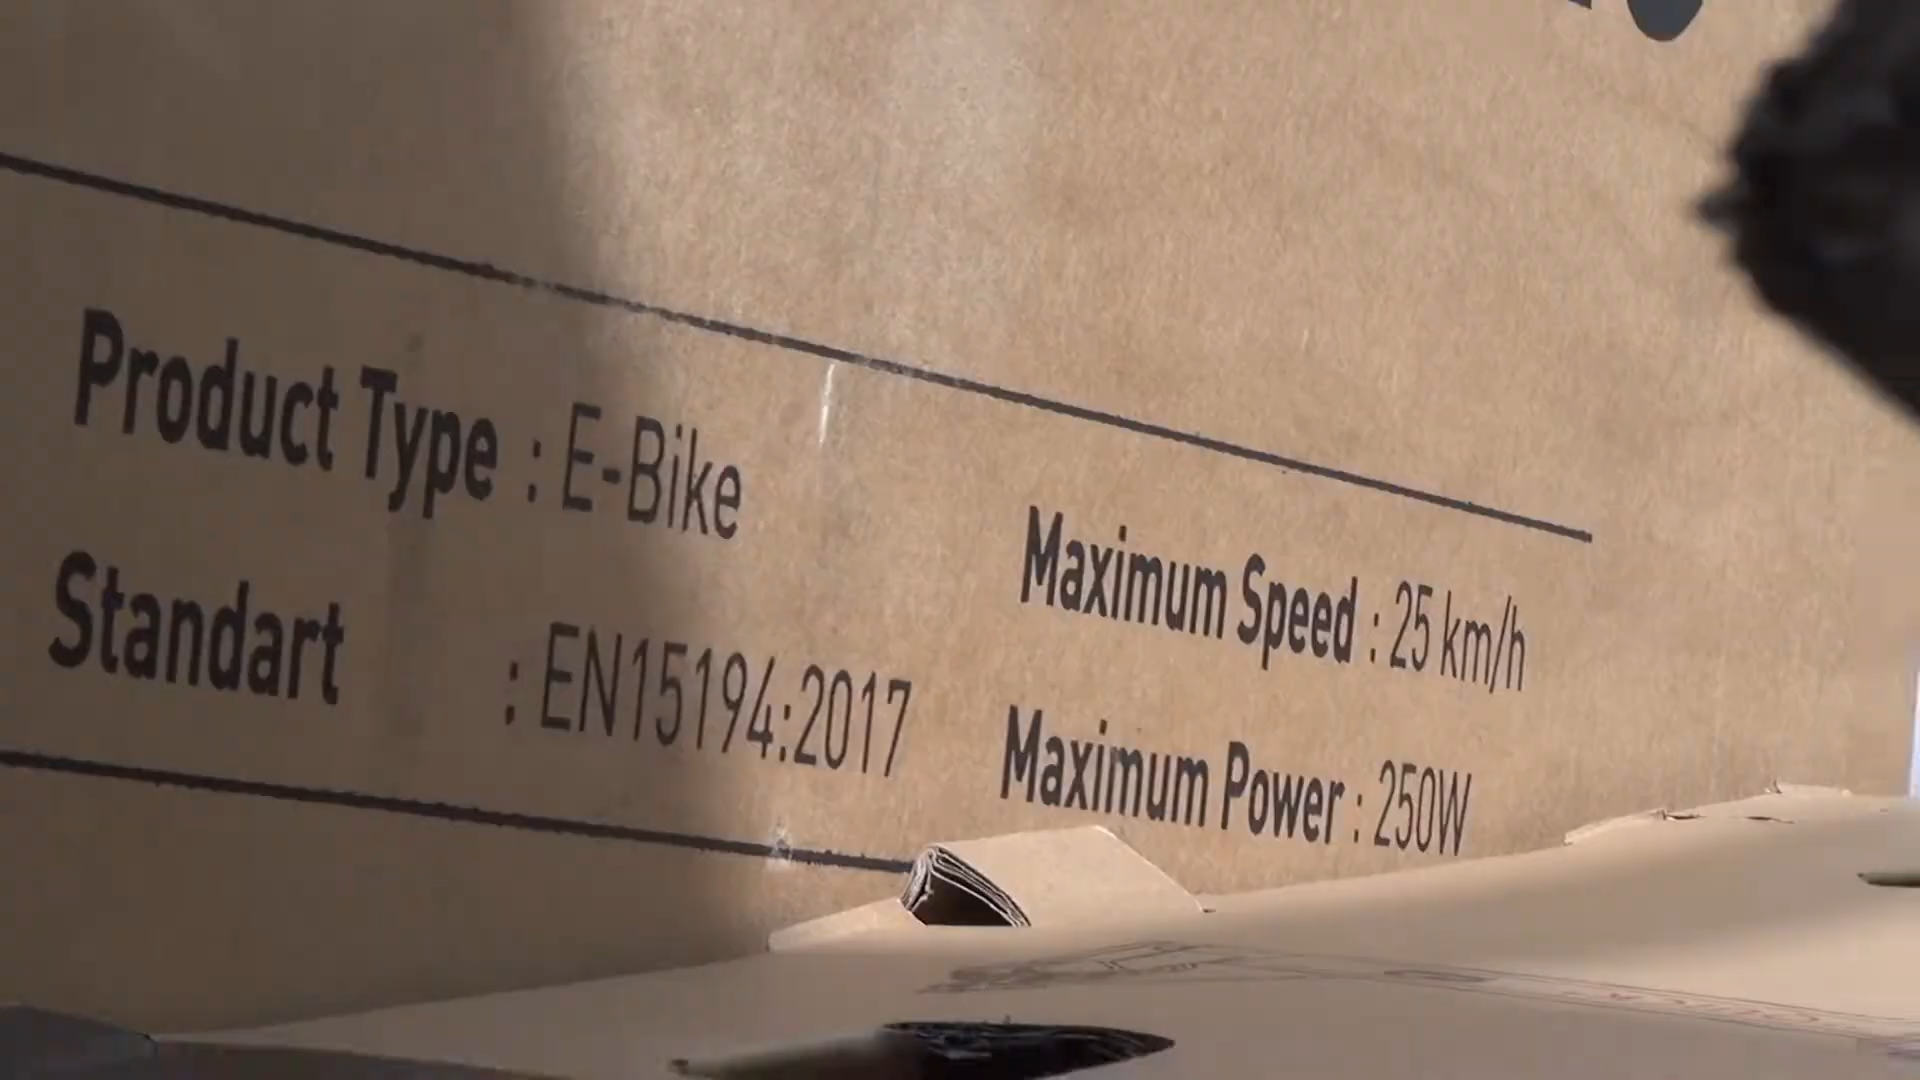 Product Type : E-Bike
Standart : EN15194:2017
Maximum Speed : 25 km/h
Maximum Power : 250W